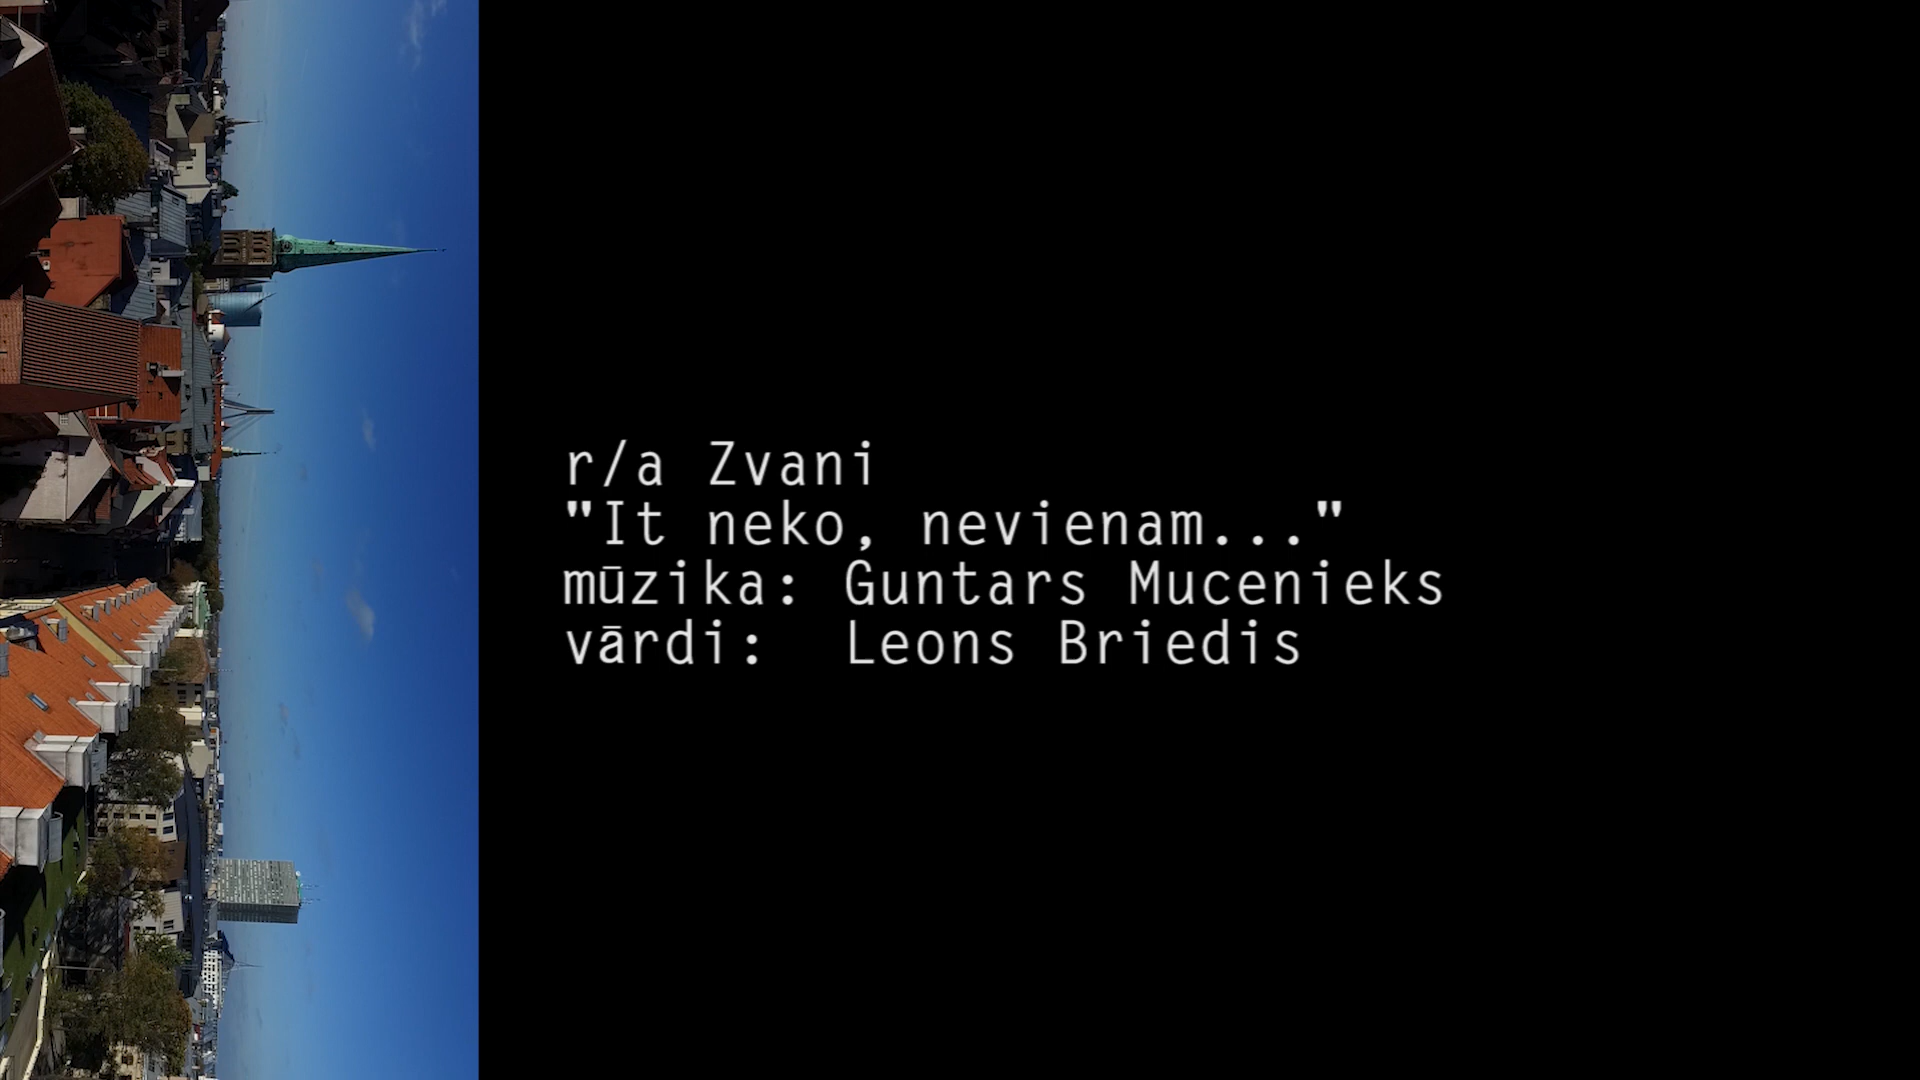 r/a Zvani
"It neko, nevienam..."
mūzika: Guntars Mucenieks
vārdi:  Leons Briedis